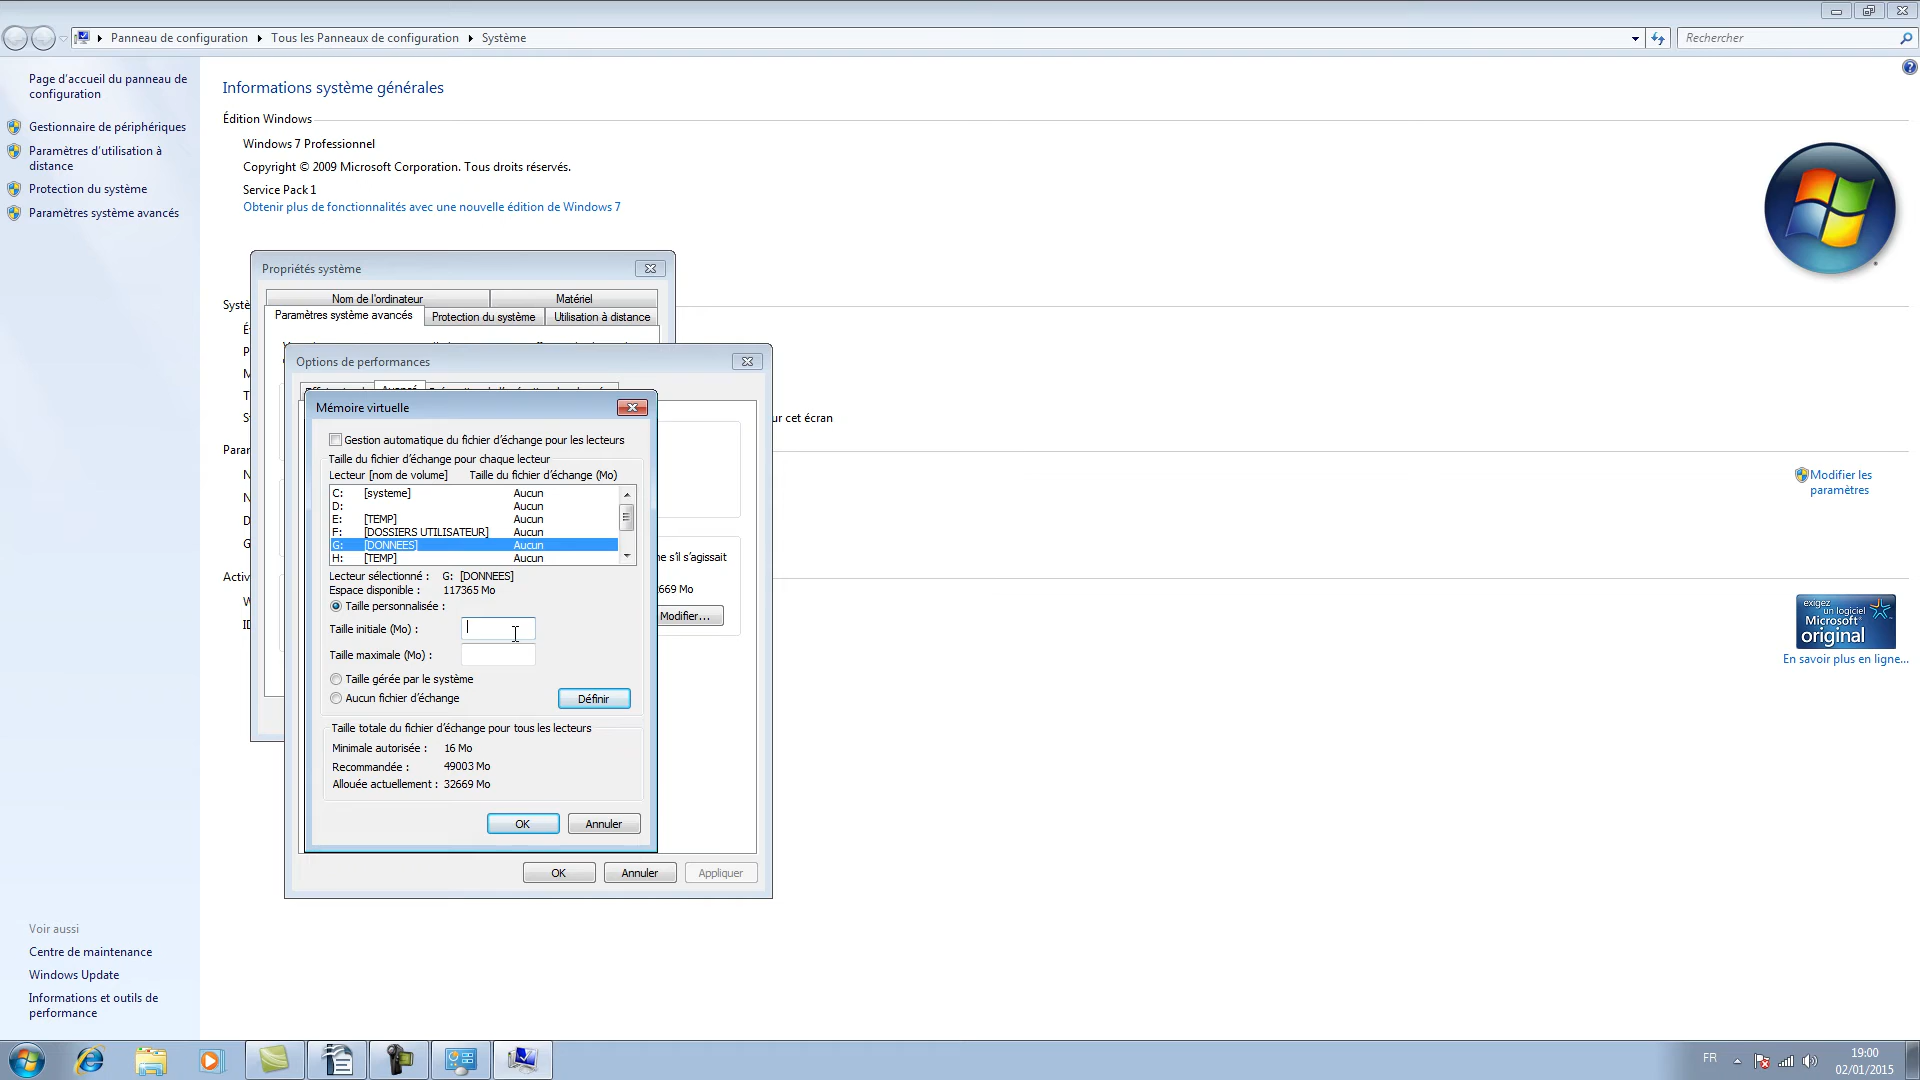 Panneau de configuration ▸ Tous les Panneaux de configuration ▸ Système
Rechercher
Page d'accueil du panneau de
configuration
Gestionnaire de périphériques
Paramètres d'utilisation à
distance
Protection du système
Paramètres système avancés
Informations système générales
Édition Windows
Windows 7 Professionnel
Copyright © 2009 Microsoft Corporation. Tous droits réservés.
Service Pack 1
Obtenir plus de fonctionnalités avec une nouvelle édition de Windows 7
Propriétés système
Nom de l'ordinateur
Matériel
Paramètres système avancés
Protection du système
Utilisation à distance
Options de performances
Avancé
Mémoire virtuelle
Gestion automatique du fichier d'échange pour les lecteurs
Taille du fichier d'échange pour chaque lecteur
Lecteur [nom de volume] Taille du fichier d'échange (Mo)
C: [systeme] Aucun
D: Aucun
E: [TEMP] Aucun
F: [DOSSIERS UTILISATEUR] Aucun
G: [DONNEES] Aucun
H: [TEMP] Aucun
Lecteur sélectionné : G: [DONNEES]
Espace disponible : 117365 Mo
Taille personnalisée :
Taille initiale (Mo) :
Taille maximale (Mo) :
Taille gérée par le système
Aucun fichier d'échange
Définir
Taille totale du fichier d'échange pour tous les lecteurs
Minimale autorisée : 16 Mo
Recommandée : 49003 Mo
Allouée actuellement : 32669 Mo
OK
Annuler
ne s'il s'agissait
669 Mo
Modifier...
OK
Annuler
Appliquer
ur cet écran
Systè
Para
Activ
Modifier les
paramètres
exigez
un logiciel
Microsoft
original
En savoir plus en ligne...
Voir aussi
Centre de maintenance
Windows Update
Informations et outils de
performance
FR
19:00
02/01/2015